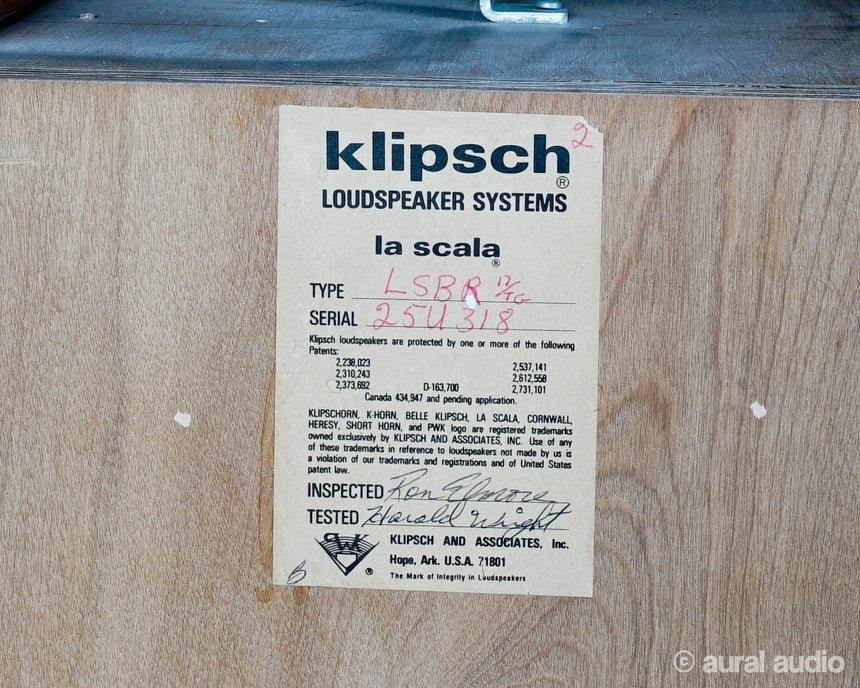 2
klipsch®
LOUDSPEAKER SYSTEMS
la scala®
TYPE LSBR
SERIAL 25U318
Klipsch loudspeakers are protected by one or more of the following
Patents:
2,238,023 2,537,141
2,310,243 2,612,558
2,373,692 D-163,700 2,731,101
Canada 434,947 and pending application.
KLIPSCHORN, K-HORN, BELLE KLIPSCH, LA SCALA, CORNWALL,
HERESY, SHORT HORN, and PWK logo are registered trademarks
owned exclusively by KLIPSCH AND ASSOCIATES, INC. Use of any
of these trademarks in reference to loudspeakers not made by us is
a violation of our trademarks and registrations and of United States
patent law.
INSPECTED Ron Elmore
TESTED Harold Wright
PWK ®
KLIPSCH AND ASSOCIATES, Inc.
Hope, Ark. U.S.A. 71801
The Mark of Integrity in Loudspeakers
© aural audio